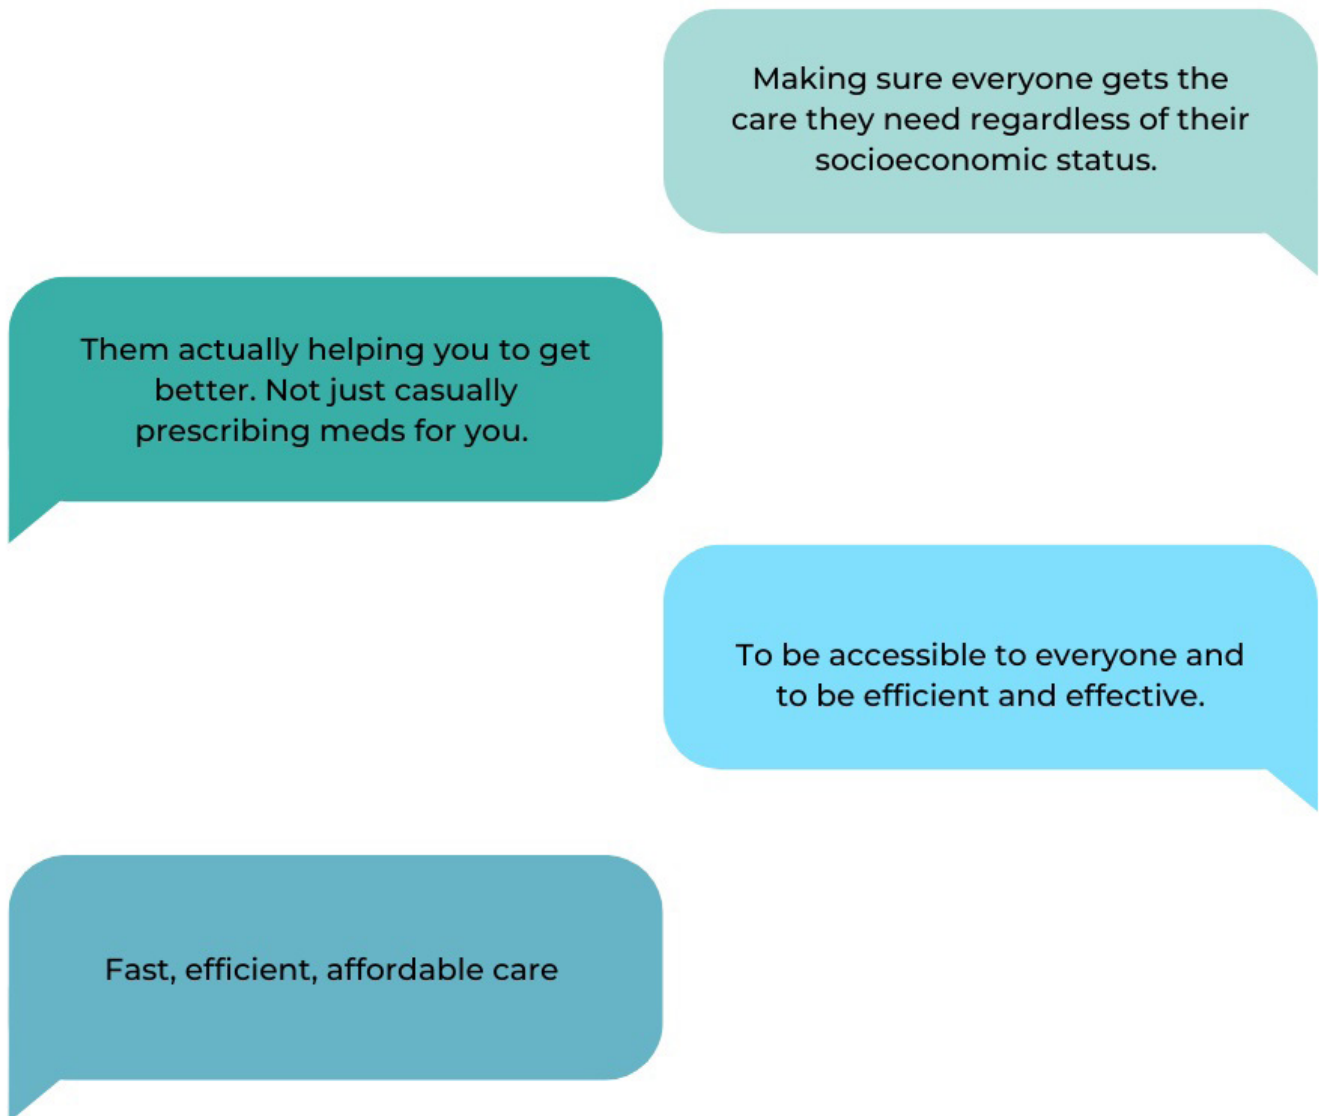 Making sure everyone gets the
care they need regardless of their
socioeconomic status.
Them actually helping you to get
better. Not just casually
prescribing meds for you.
To be accessible to everyone and
to be efficient and effective.
Fast, efficient, affordable care